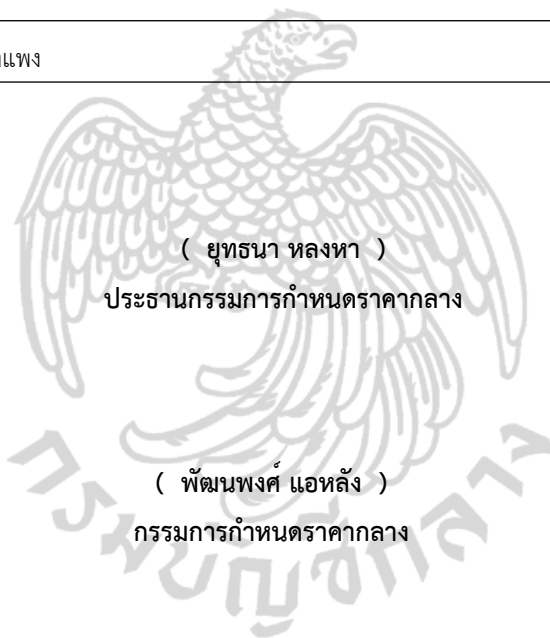 แพง
( ยุทธนา หลงหา )
ประธานกรรมการกำหนดราคากลาง
( พัฒนพงศ์ แอหลัง )
กรรมการกำหนดราคากลาง
กรมบัญชีกลาง